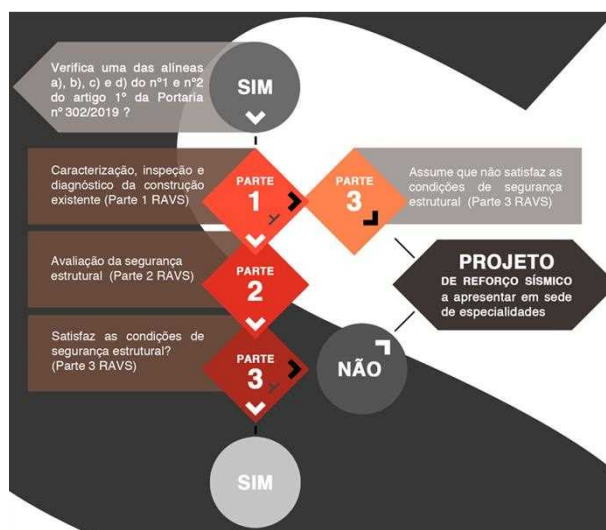 Verifica uma das alíneas
a), b), c) e d) do nº1 e nº2
do artigo 1º da Portaria
nº 302/2019 ?
SIM
Caracterização, inspeção e
diagnóstico da construção
existente (Parte 1 RAVS)
PARTE
1
PARTE
3
Assume que não satisfaz as
condições de segurança
estrutural (Parte 3 RAVS)
Avaliação da segurança
estrutural (Parte 2 RAVS)
PARTE
2
PROJETO
DE REFORÇO SÍSMICO
a apresentar em sede
de especialidades
Satisfaz as condições de
segurança estrutural?
(Parte 3 RAVS)
PARTE
3
NÃO
SIM